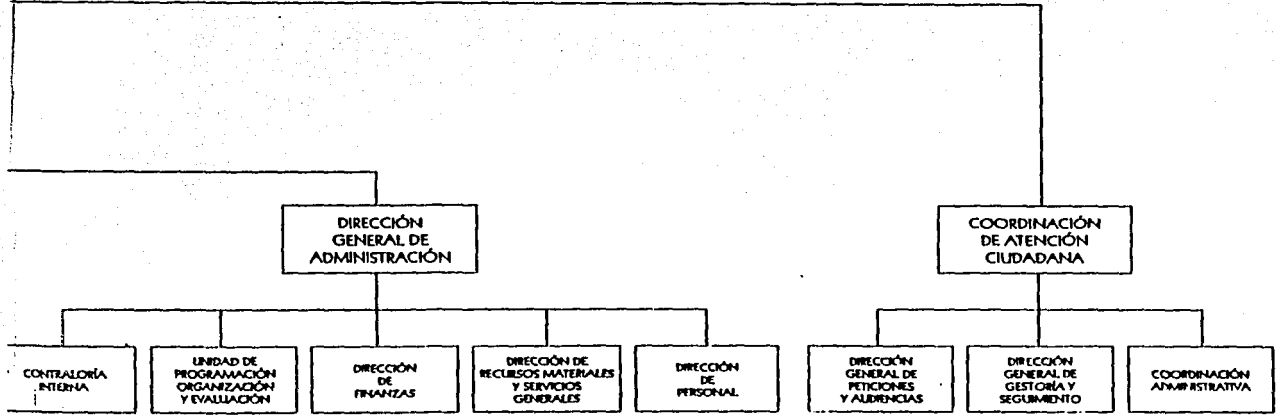 DIRECCIÓN
GENERAL DE
ADMINISTRACIÓN
COORDINACIÓN
DE ATENCIÓN
CIUDADANA
CONTRALORÍA
INTERNA
UNIDAD DE
PROGRAMACIÓN
ORGANIZACIÓN
Y EVALUACIÓN
DIRECCIÓN
DE
FINANZAS
DIRECCIÓN DE
RECURSOS MATERIALES
Y SERVICIOS
GENERALES
DIRECCIÓN
DE
PERSONAL
DIRECCIÓN
GENERAL DE
PETICIONES
Y AUDIENCIAS
DIRECCIÓN
GENERAL DE
GESTORÍA Y
SEGUIMIENTO
COORDINACIÓN
ADMINISTRATIVA